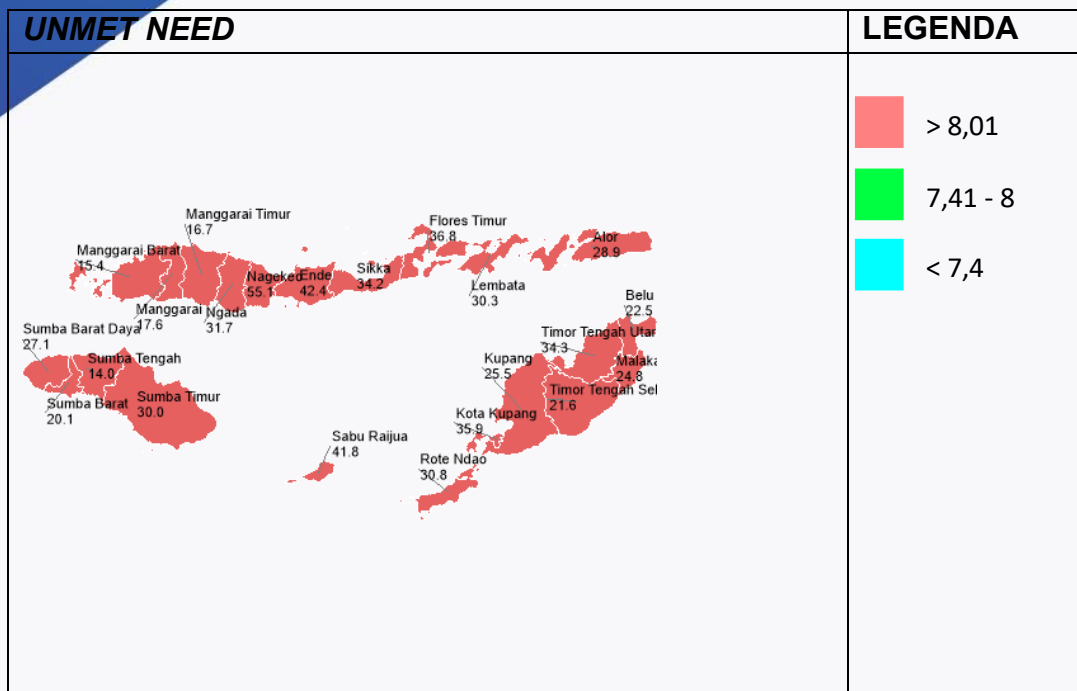 UNMET NEED
LEGENDA
> 8,01
7,41 - 8
< 7,4
Manggarai Timur
16.7
Manggarai Barat
15.4
Manggarai
17.6
Ngada
31.7
Nagekeo
55.1
Ende
42.4
Sikka
34.2
Flores Timur
36.8
Lembata
30.3
Alor
28.9
Sumba Barat Daya
27.1
Sumba Tengah
14.0
Sumba Barat
20.1
Sumba Timur
30.0
Sabu Raijua
41.8
Rote Ndao
30.8
Kota Kupang
35.9
Kupang
25.5
Timor Tengah Utar
34.3
Timor Tengah Sel
21.6
Belu
22.5
Malaka
24.8